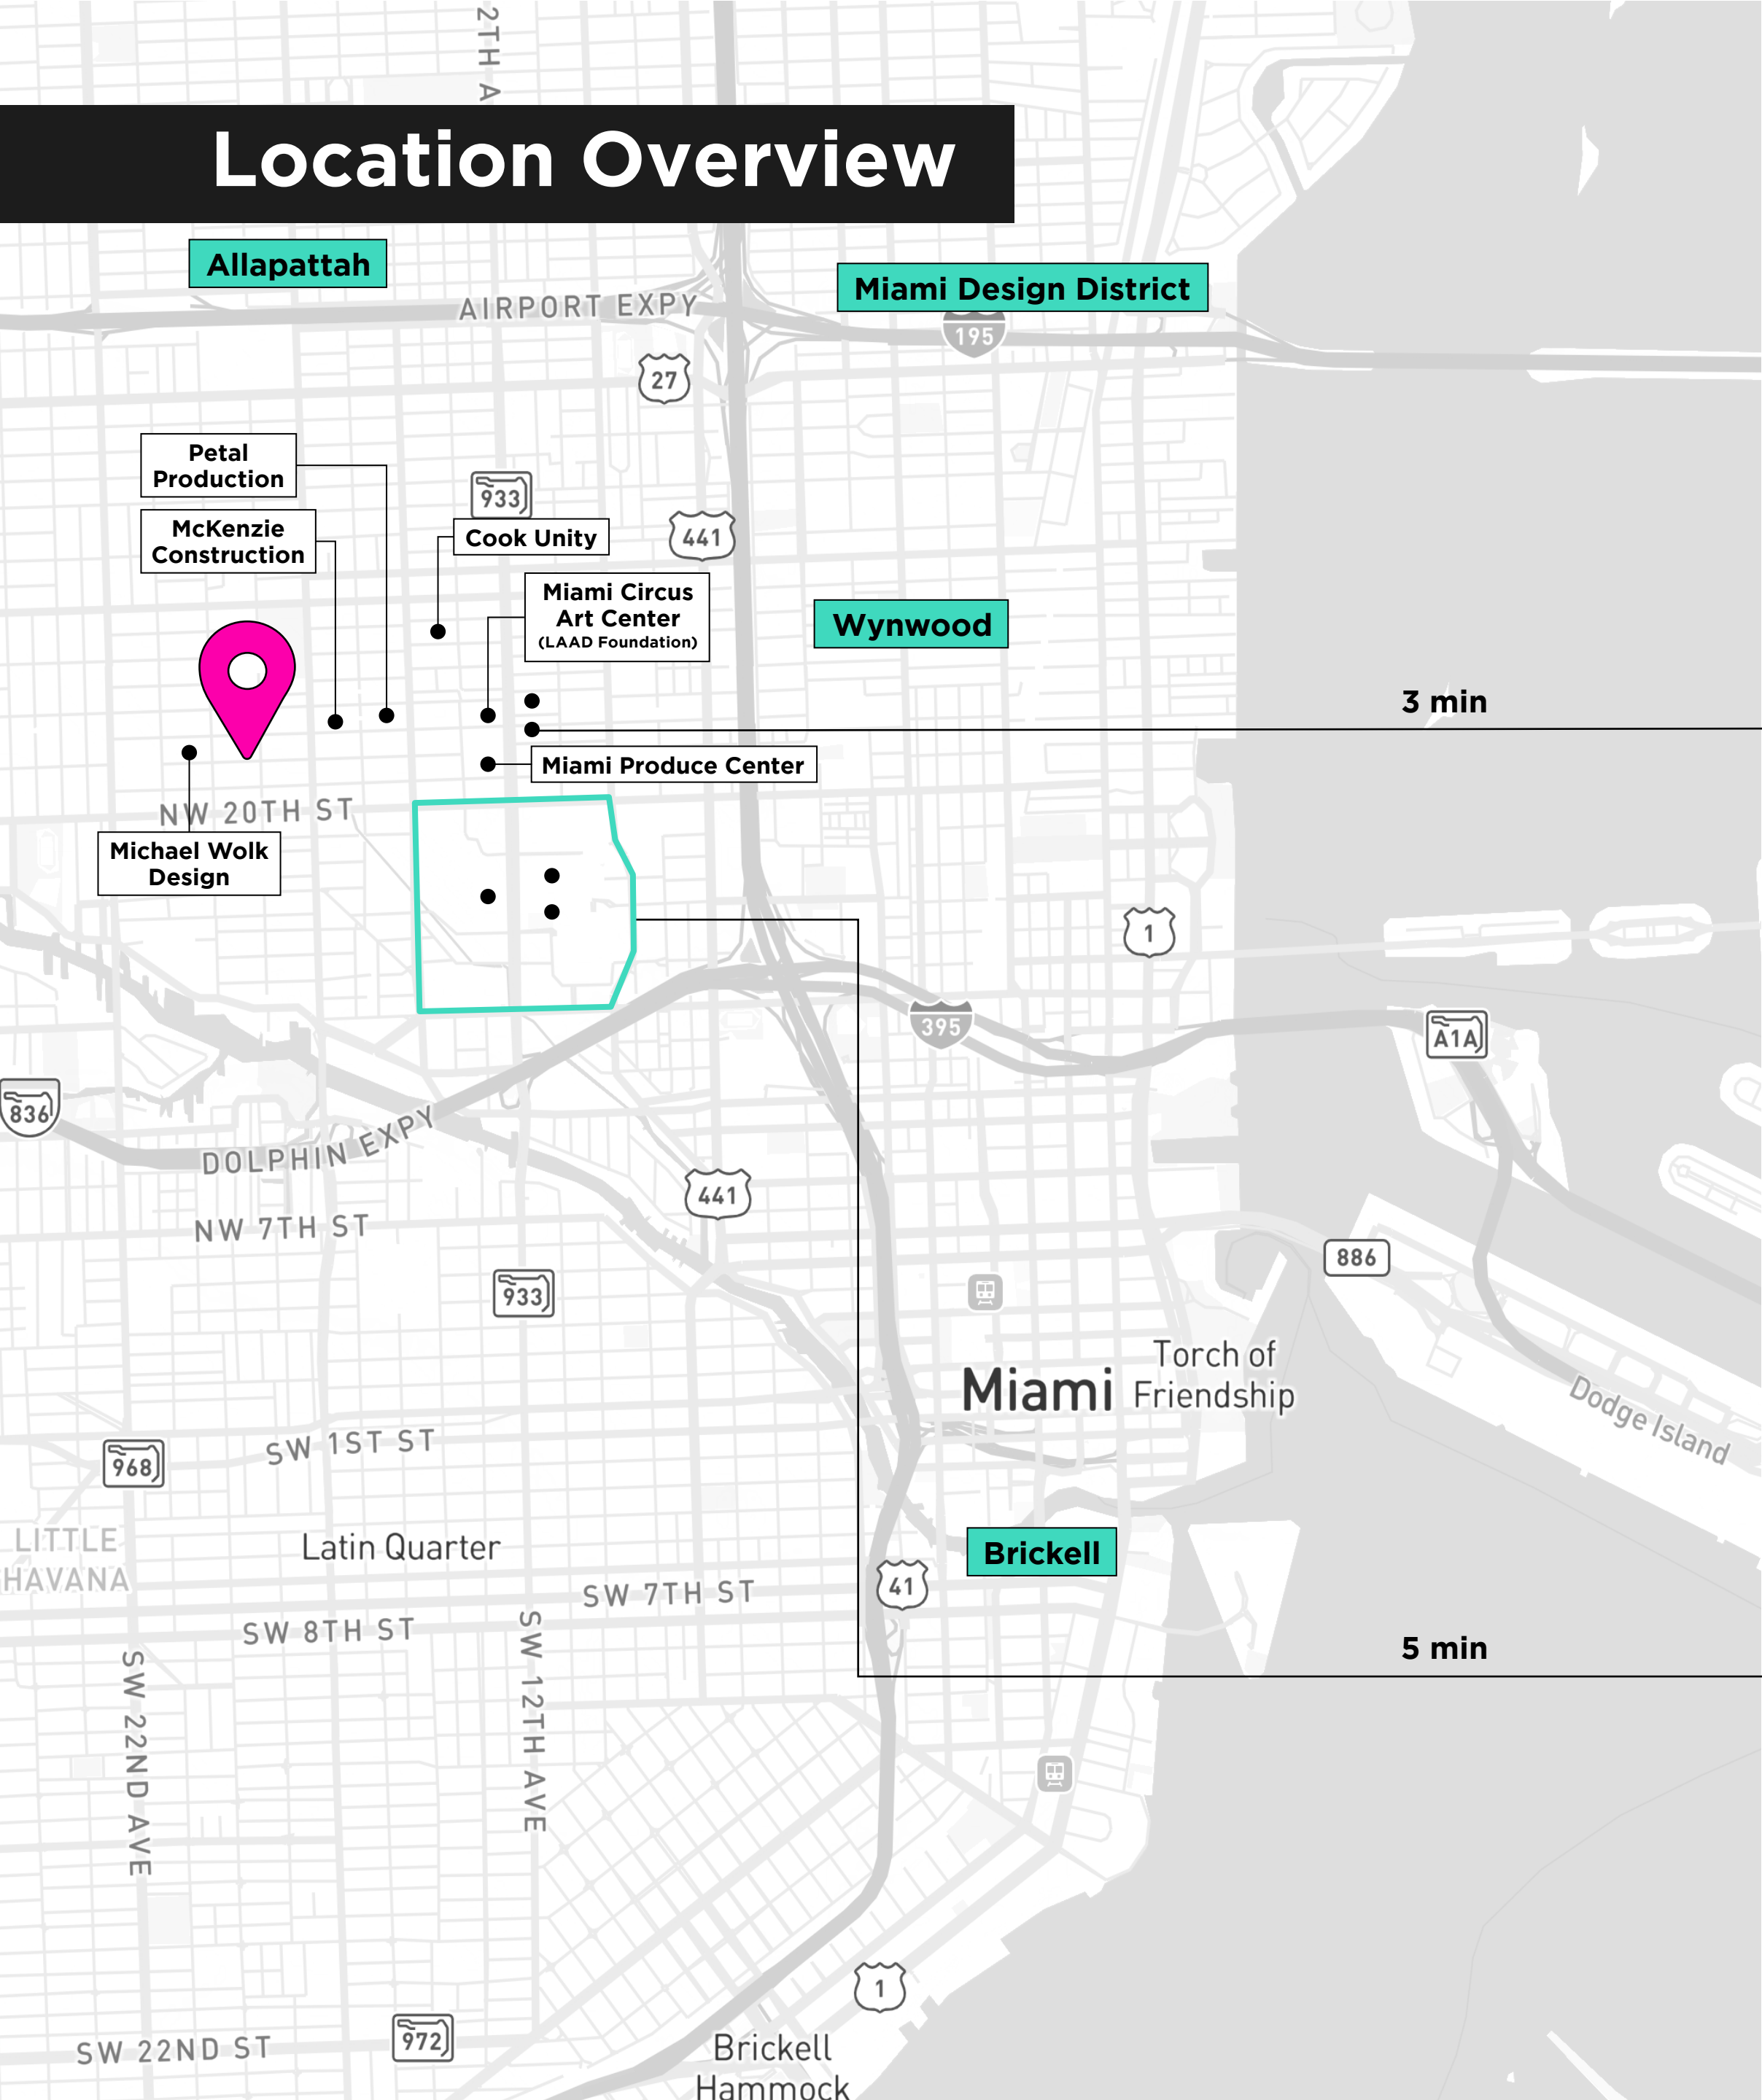 2TH A
Location Overview
Allapattah
Miami Design District
AIRPORT EXPY
195
27
Petal
Production
933
McKenzie
Construction
Cook Unity
441
Miami Circus
Art Center
(LAAD Foundation)
Wynwood
3 min
Miami Produce Center
NW 20TH ST
Michael Wolk
Design
1
395
A1A
836
DOLPHIN EXPY
441
NW 7TH ST
886
933
Torch of
Friendship
Miami
Dodge Island
SW 1ST ST
968
LITTLE
HAVANA
Latin Quarter
Brickell
41
SW 7TH ST
SW 8TH ST
5 min
SW 22ND AVE
SW 12TH AVE
1
972
SW 22ND ST
Brickell
Hammock